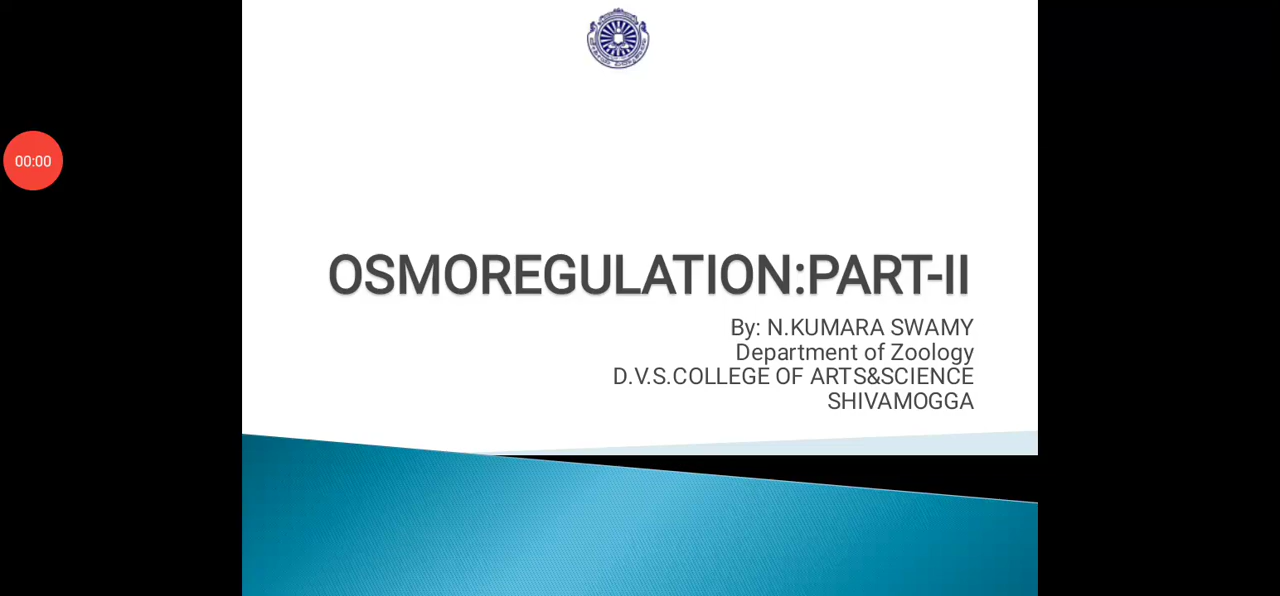 00:00
OSMOREGULATION:PART-II
By: N.KUMARA SWAMY
Department of Zoology
D.V.S.COLLEGE OF ARTS&SCIENCE
SHIVAMOGGA